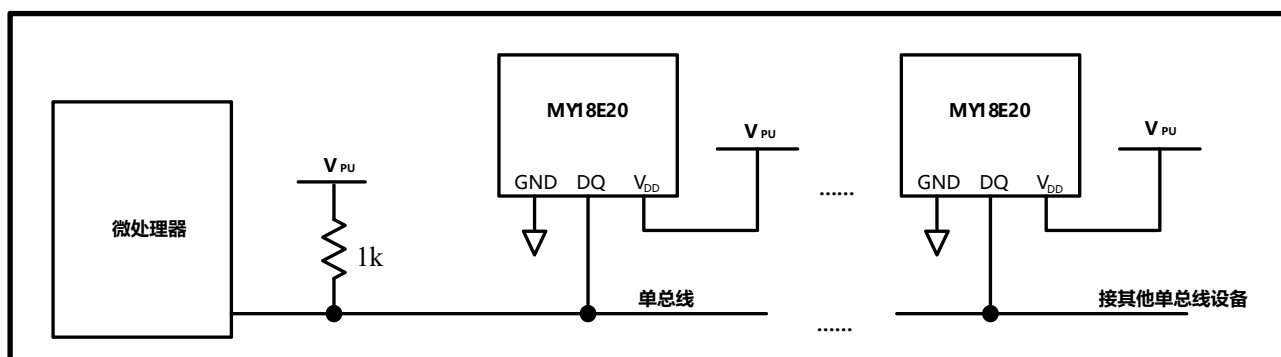 MY18E20
MY18E20
V PU
V PU
V PU
GND DQ VDD
GND DQ VDD
......
微处理器
1k
单总线
接其他单总线设备
......